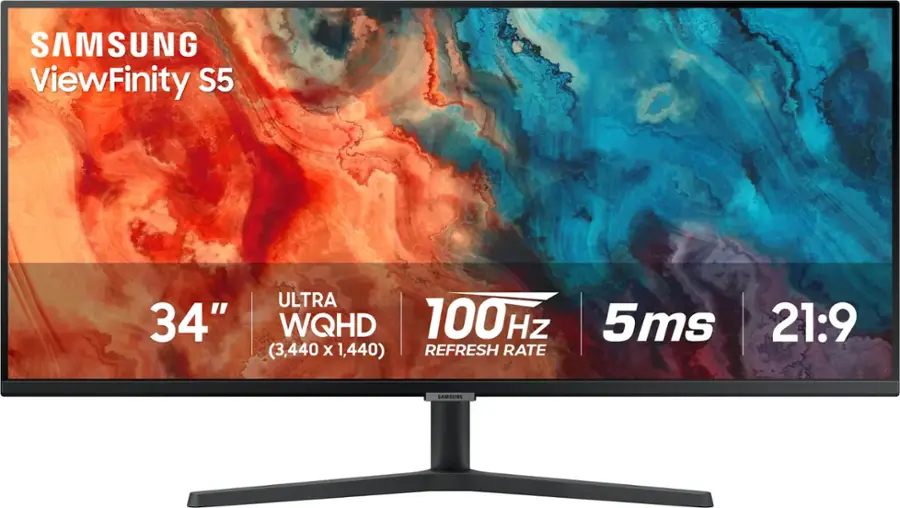 SAMSUNG
ViewFinity S5
34”
ULTRA
WQHD
(3,440 x 1,440)
100Hz
REFRESH RATE
5ms
21:9
SAMSUNG